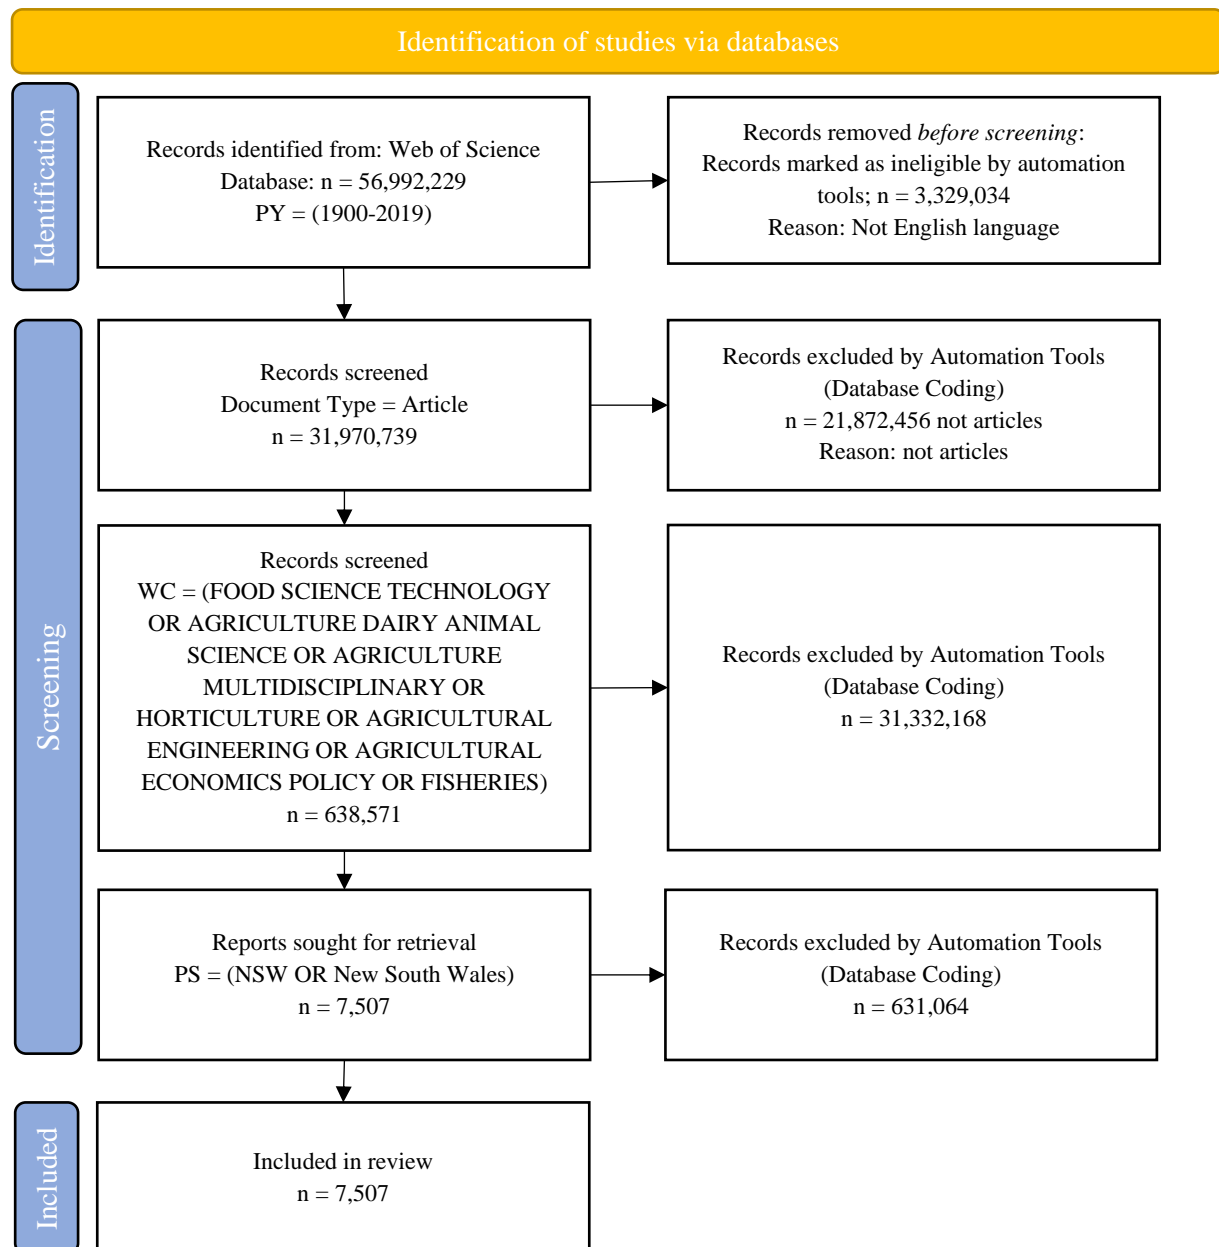 Identification of studies via databases
Identification
Records identified from: Web of Science
Database: n = 56,992,229
PY = (1900-2019)
Records removed before screening:
Records marked as ineligible by automation
tools; n = 3,329,034
Reason: Not English language
Screening
Records screened
Document Type = Article
n = 31,970,739
Records excluded by Automation Tools
(Database Coding)
n = 21,872,456 not articles
Reason: not articles
Records screened
WC = (FOOD SCIENCE TECHNOLOGY
OR AGRICULTURE DAIRY ANIMAL
SCIENCE OR AGRICULTURE
MULTIDISCIPLINARY OR
HORTICULTURE OR AGRICULTURAL
ENGINEERING OR AGRICULTURAL
ECONOMICS POLICY OR FISHERIES)
n = 638,571
Records excluded by Automation Tools
(Database Coding)
n = 31,332,168
Reports sought for retrieval
PS = (NSW OR New South Wales)
n = 7,507
Records excluded by Automation Tools
(Database Coding)
n = 631,064
Included
Included in review
n = 7,507